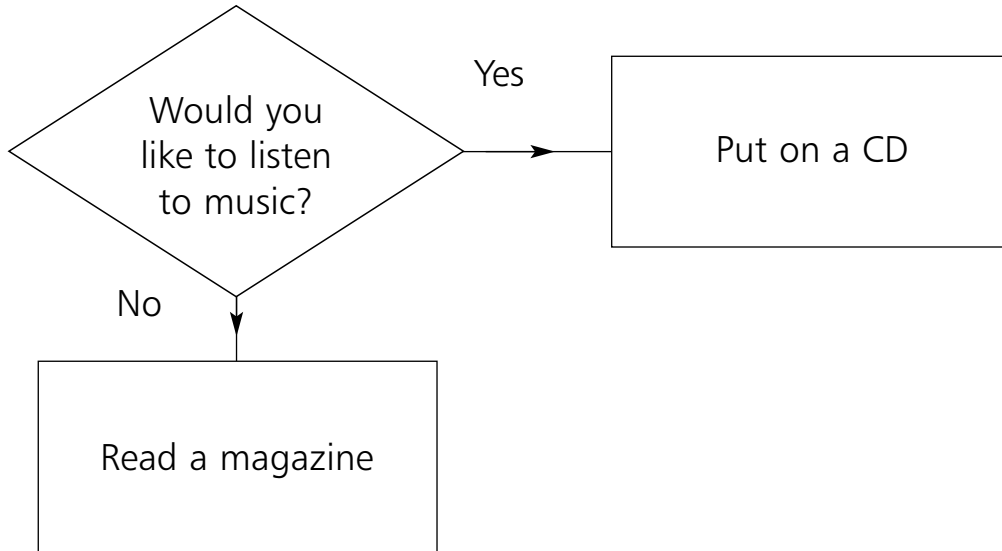 Would you
like to listen
to music?
Yes
Put on a CD
No
Read a magazine